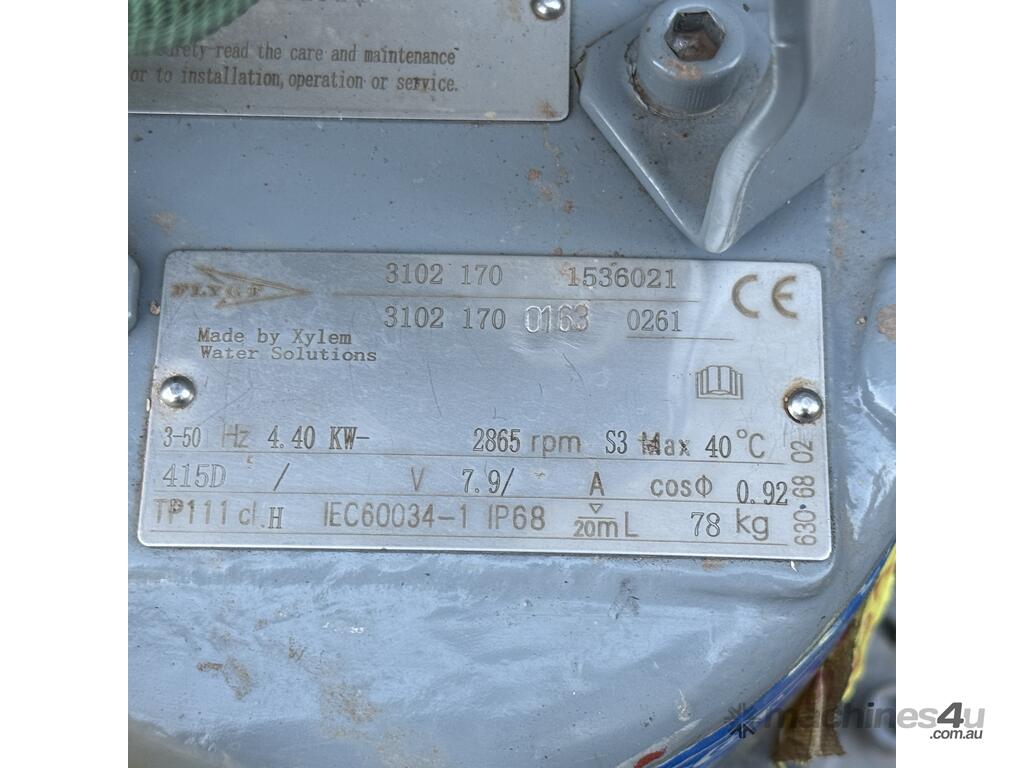 safety read the care and maintenance
or to installation, operation or service.
FLYGT
3102 170 1536021
3102 170 0163 0261
CE
Made by Xylem
Water Solutions
3-50 Hz 4.40 KW- 2865 rpm S3 Max 40 °C
415D / V 7.9/ A cosΦ 0.92
TP111 cl.H IEC60034-1 IP68 20m L 78 kg
630 68 02
machines4u
.com.au